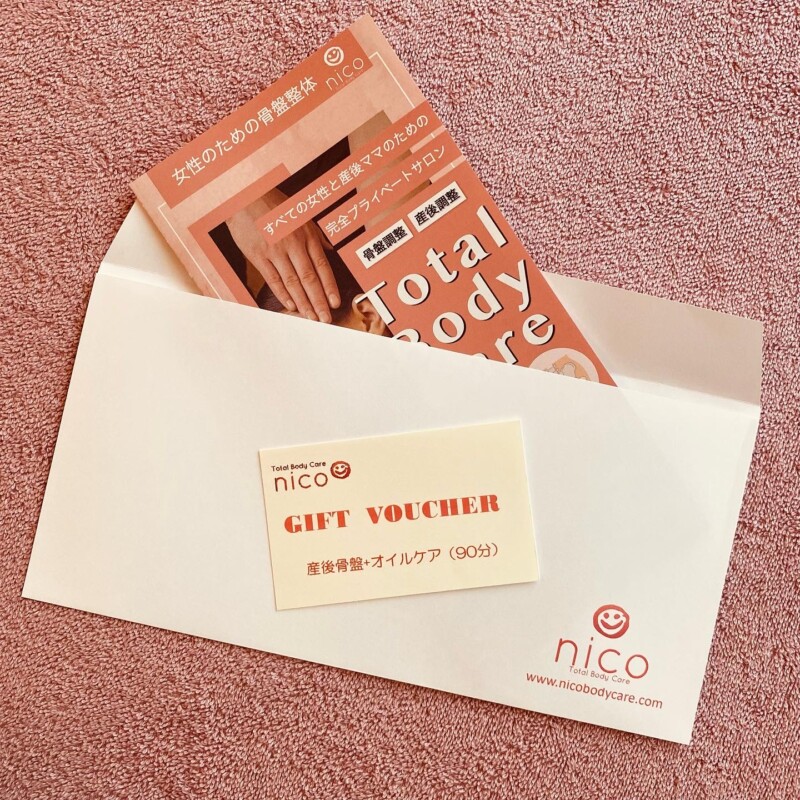 女性のための骨盤整体
nico
すべての女性と産後ママのための
完全プライベートサロン
骨盤調整 産後調整
Total
Body
Total Body Care
nico
GIFT VOUCHER
産後骨盤+オイルケア（90分）
nico
Total Body Care
www.nicobodycare.com